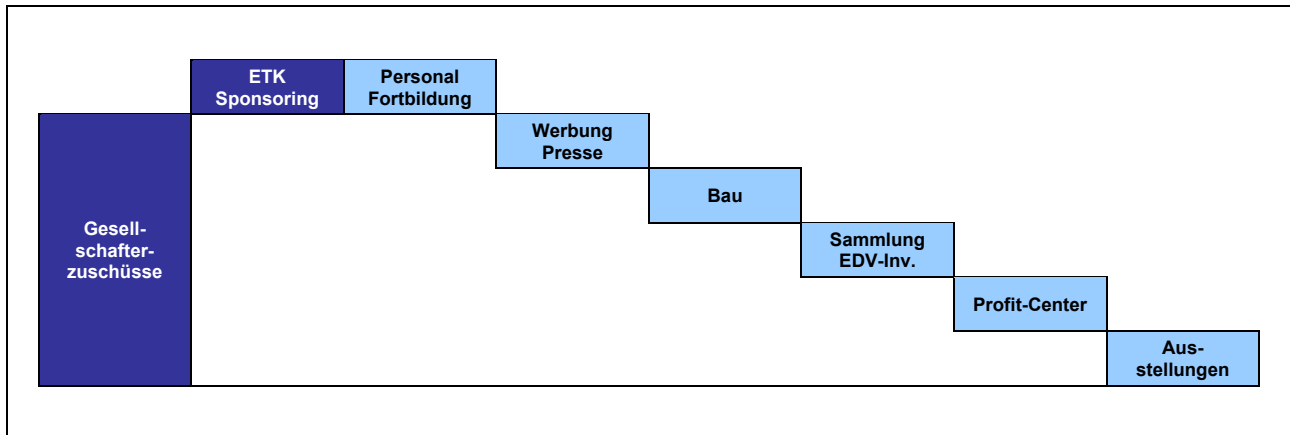 ETK
Sponsoring
Personal
Fortbildung
Werbung
Presse
Bau
Gesell-
schafter-
zuschüsse
Sammlung
EDV-Inv.
Profit-Center
Aus-
stellungen